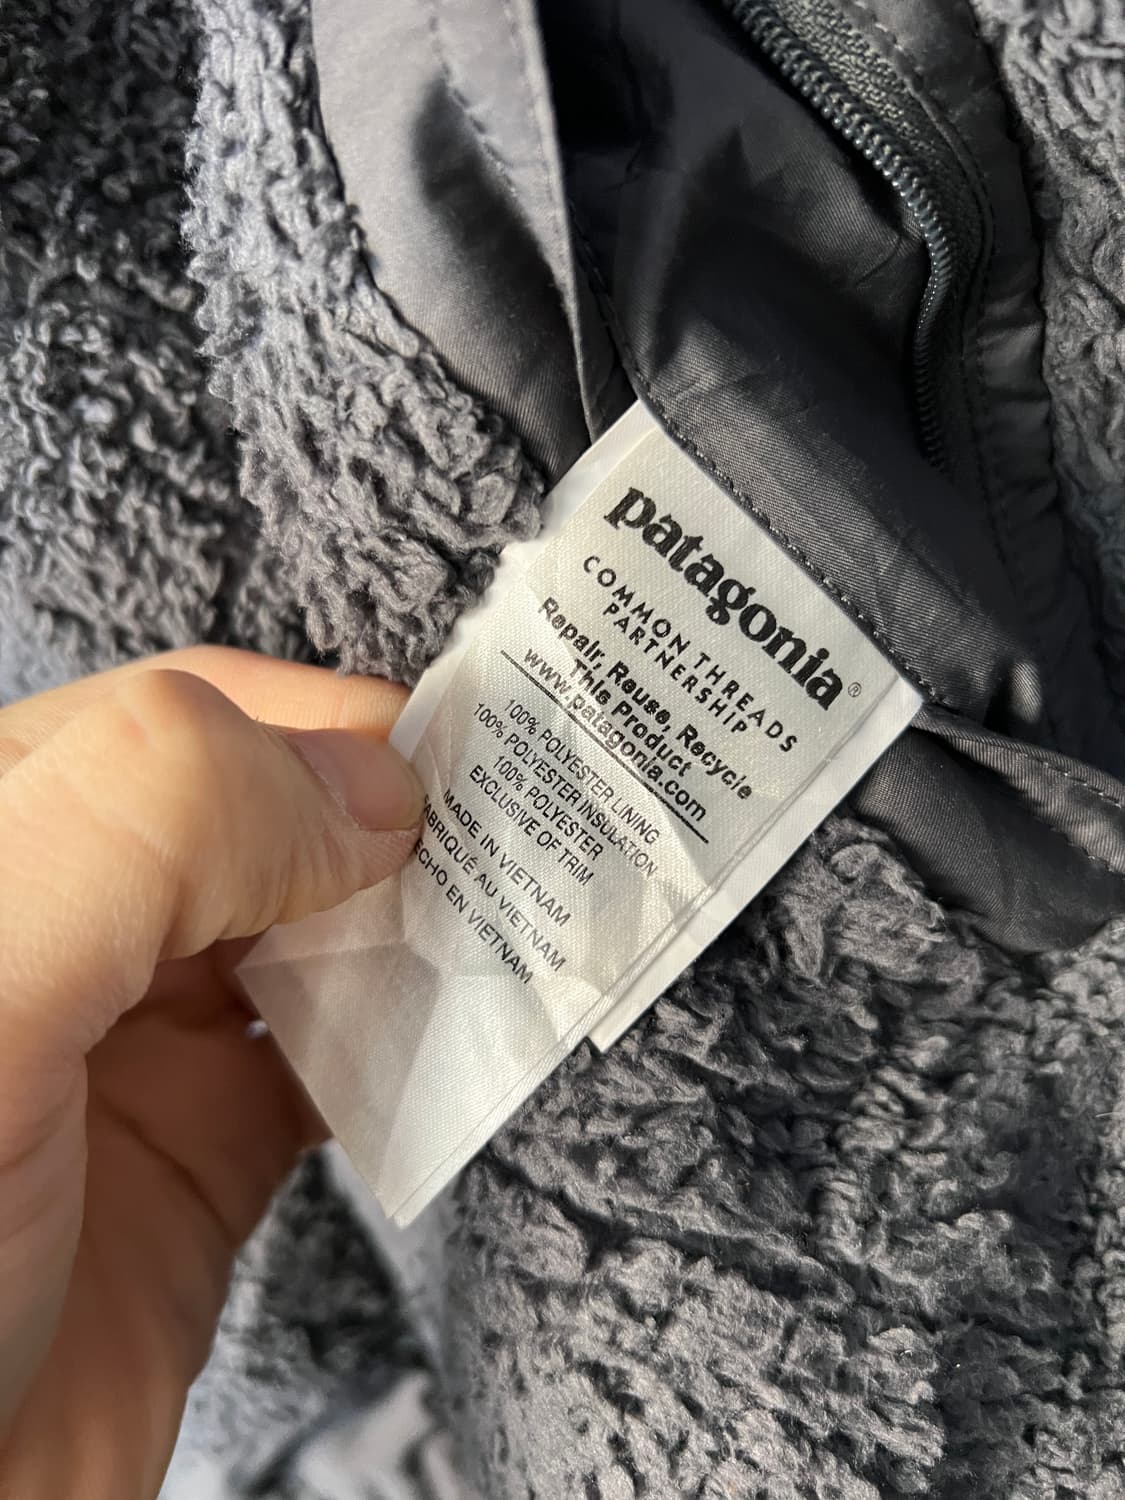 patagonia®
COMMON THREADS
PARTNERSHIP
Repair, Reuse, Recycle
This Product
www.patagonia.com
100% POLYESTER LINING
100% POLYESTER INSULATION
100% POLYESTER
EXCLUSIVE OF TRIM
MADE IN VIETNAM
FABRIQUÉ AU VIETNAM
ECHO EN VIETNAM